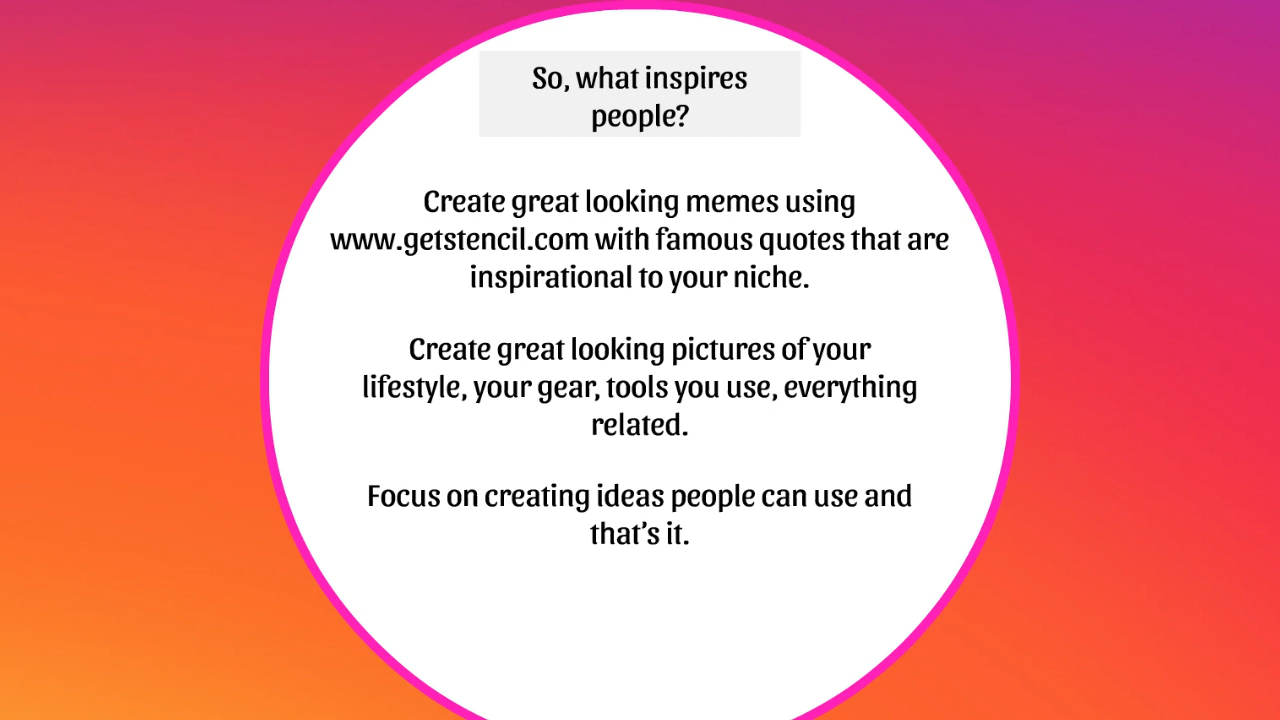 So, what inspires
people?
Create great looking memes using
www.getstencil.com with famous quotes that are
inspirational to your niche.
Create great looking pictures of your
lifestyle, your gear, tools you use, everything
related.
Focus on creating ideas people can use and
that’s it.